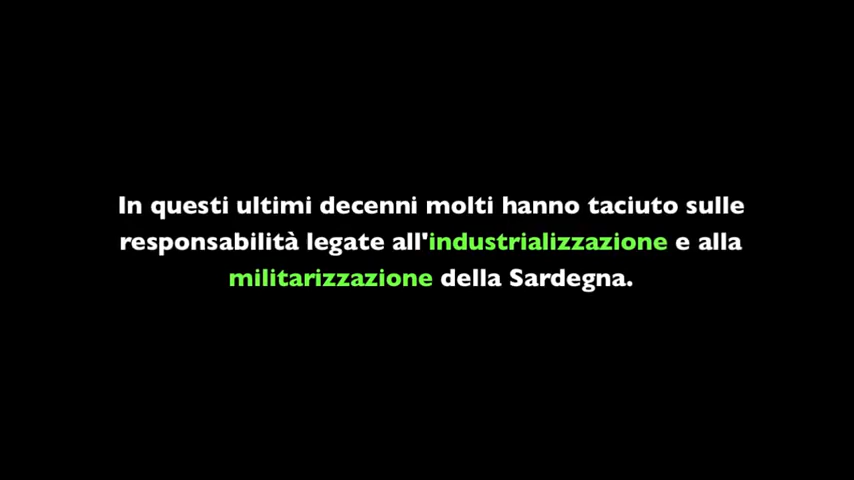 In questi ultimi decenni molti hanno taciuto sulle
responsabilità legate all'industrializzazione e alla
militarizzazione della Sardegna.